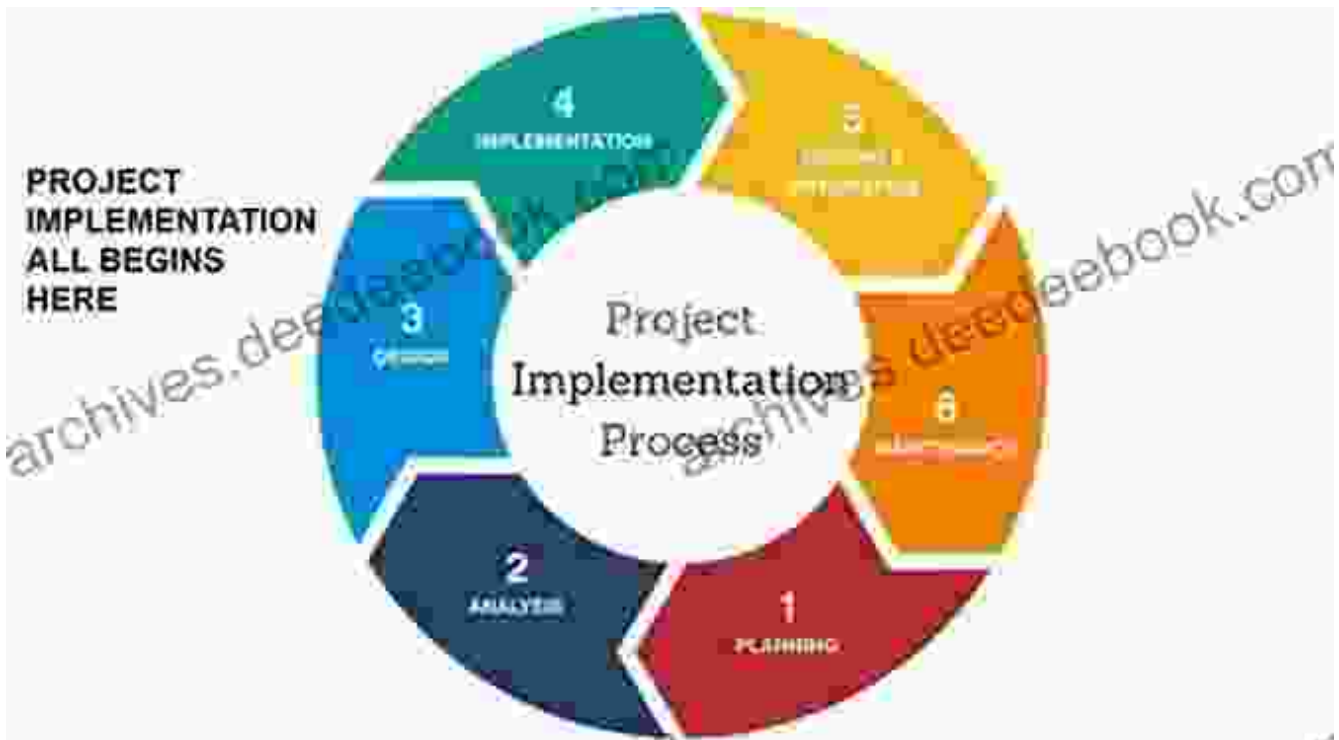 PROJECT
IMPLEMENTATION
ALL BEGINS
HERE
Project
Implementation
Process
1
PLANNING
2
ANALYSIS
3
DESIGN
4
IMPLEMENTATION
5
6
archives.deedeebook.com
archives.deedeebook.com